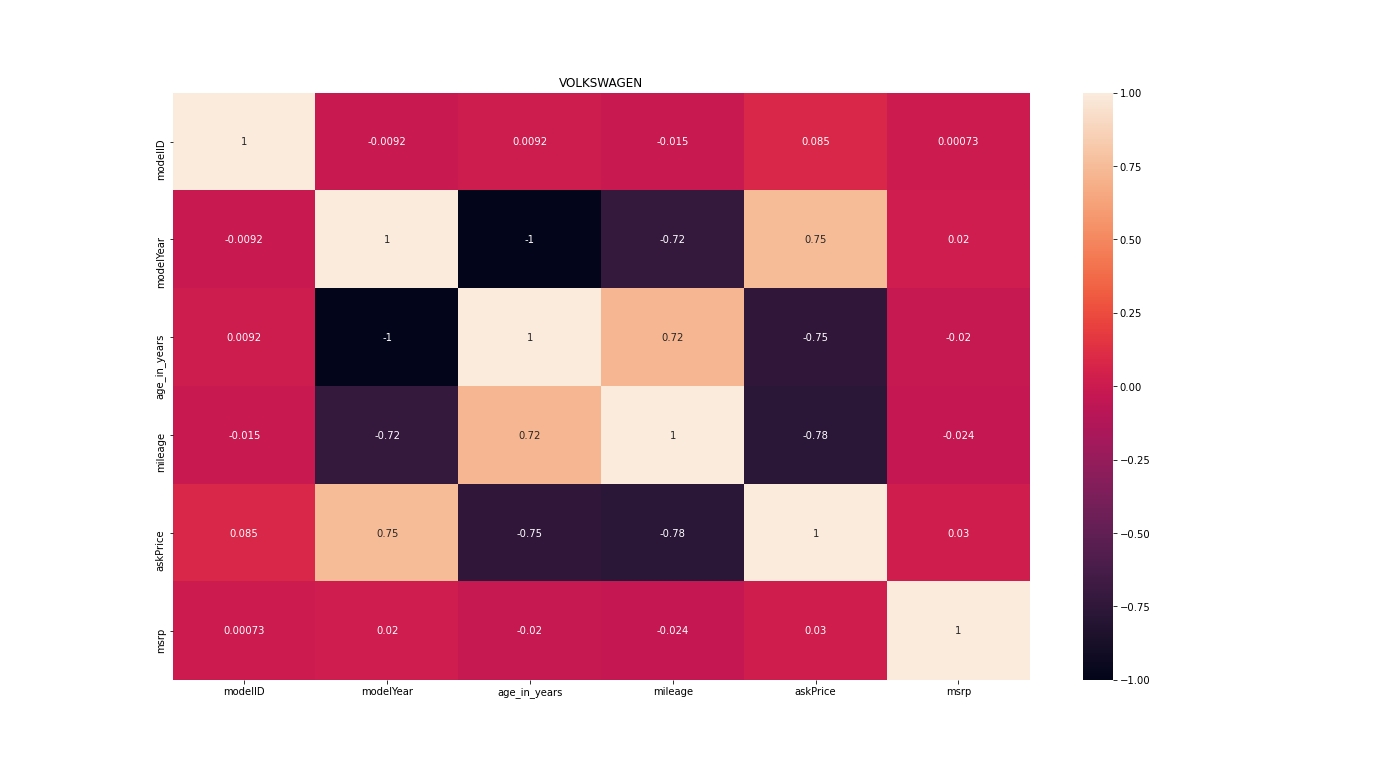 VOLKSWAGEN
modelID 1 -0.0092 0.0092 -0.015 0.085 0.00073
modelYear -0.0092 1 -1 -0.72 0.75 0.02
age_in_years 0.0092 -1 1 0.72 -0.75 -0.02
mileage -0.015 -0.72 0.72 1 -0.78 -0.024
askPrice 0.085 0.75 -0.75 -0.78 1 0.03
msrp 0.00073 0.02 -0.02 -0.024 0.03 1
modelID modelYear age_in_years mileage askPrice msrp
1.00
0.75
0.50
0.25
0.00
−0.25
−0.50
−0.75
−1.00